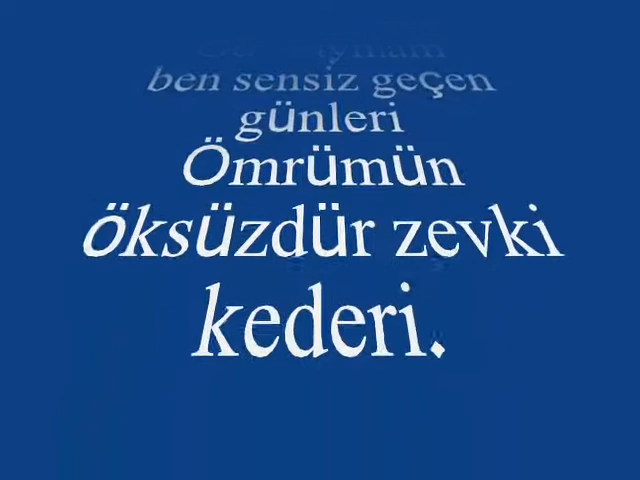 ben sensiz geçen
günleri
Ömrümün
öksüzdür zevki
kederi.